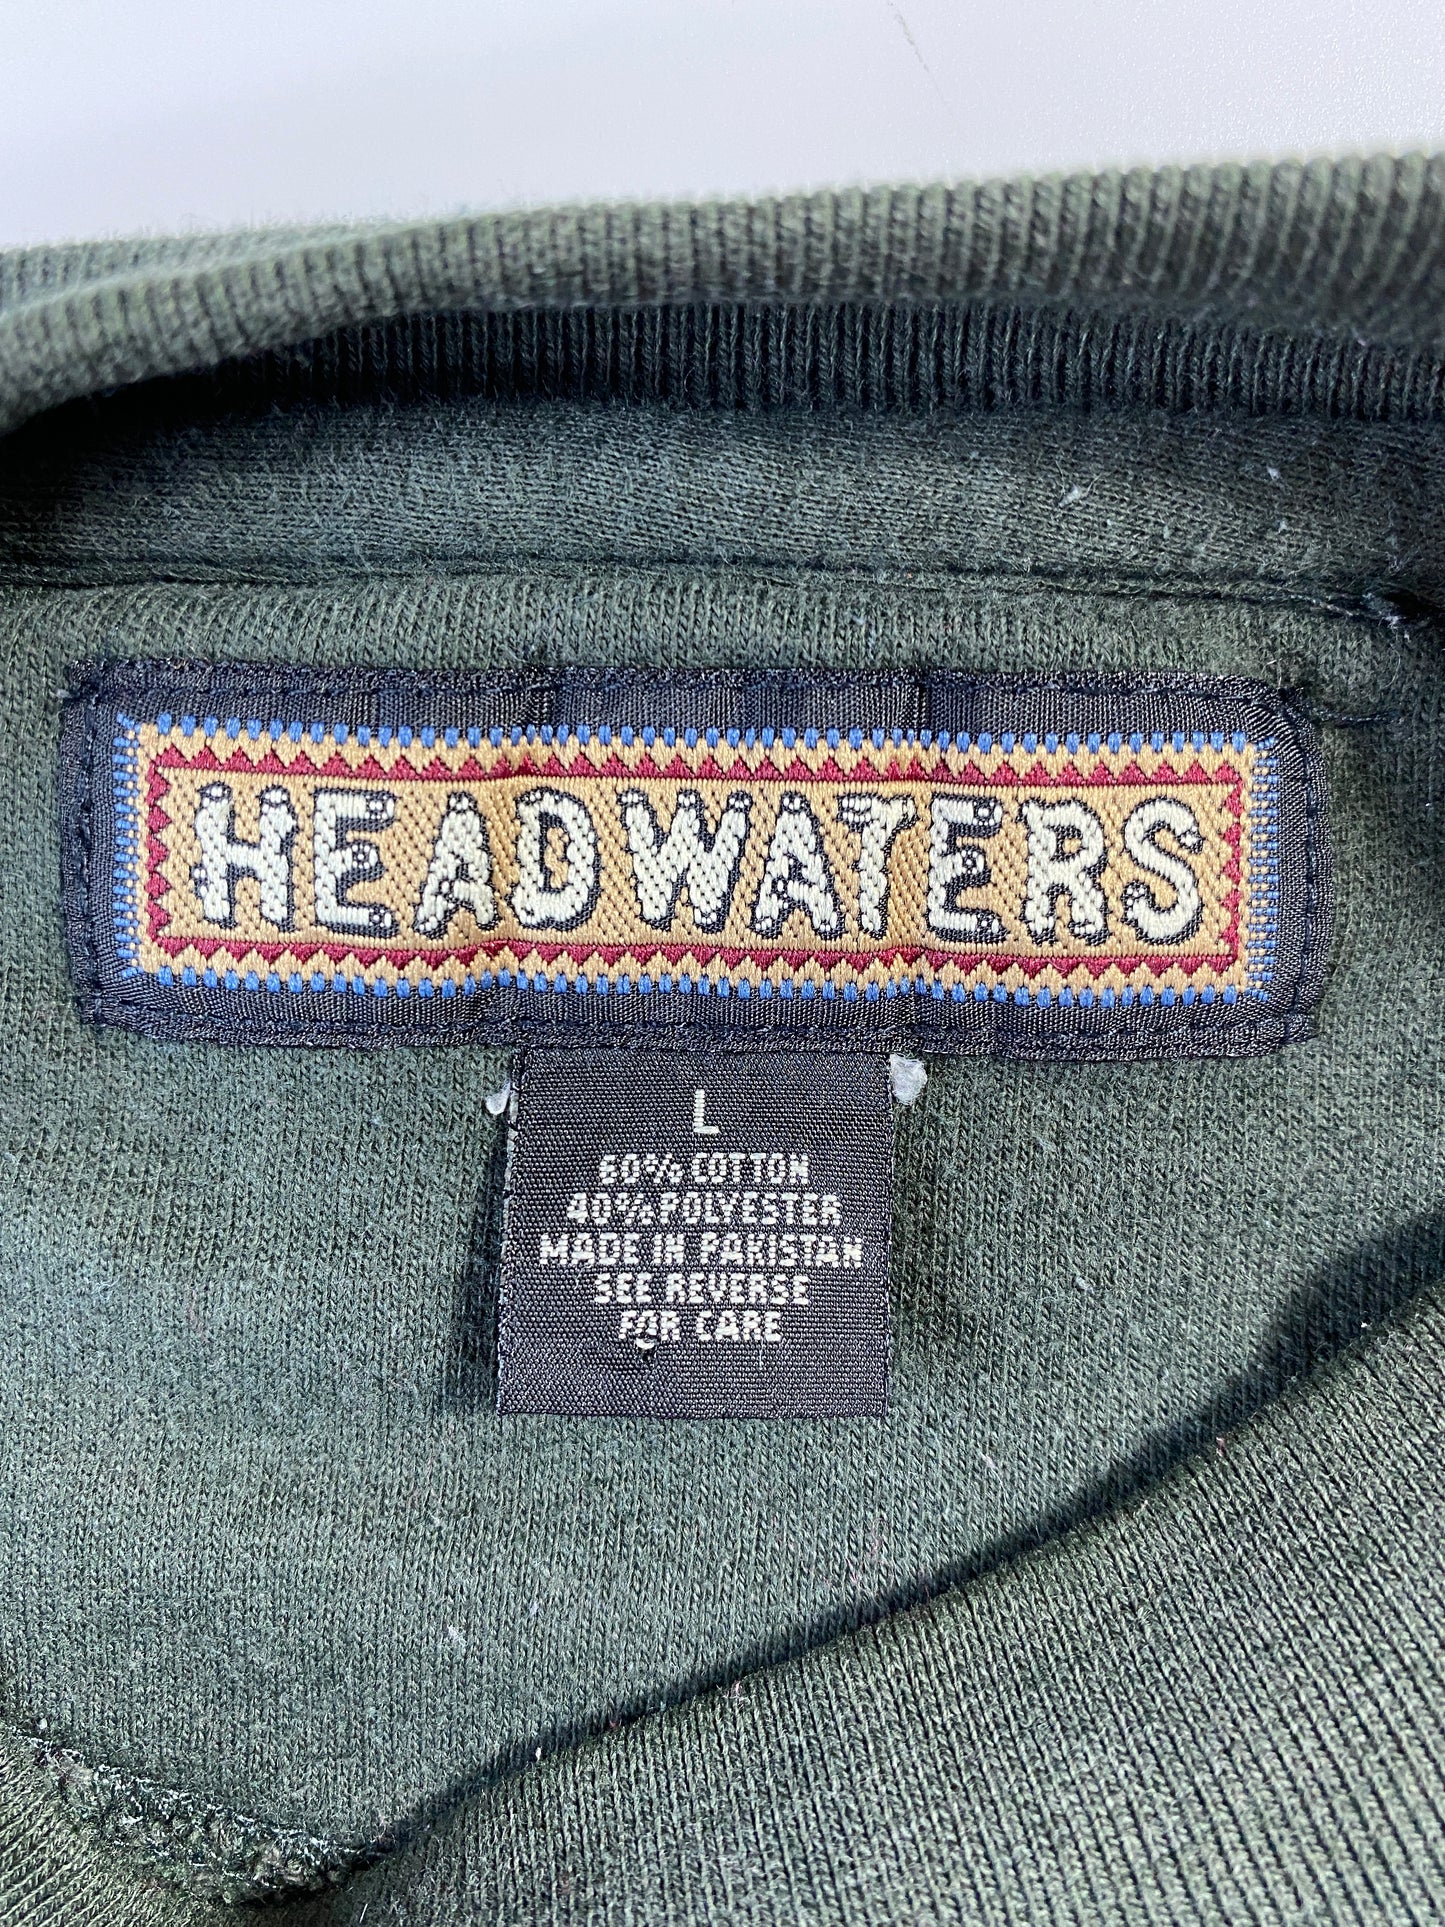 HEADWATERS
L
60% COTTON
40% POLYESTER
MADE IN PAKISTAN
SEE REVERSE
FOR CARE